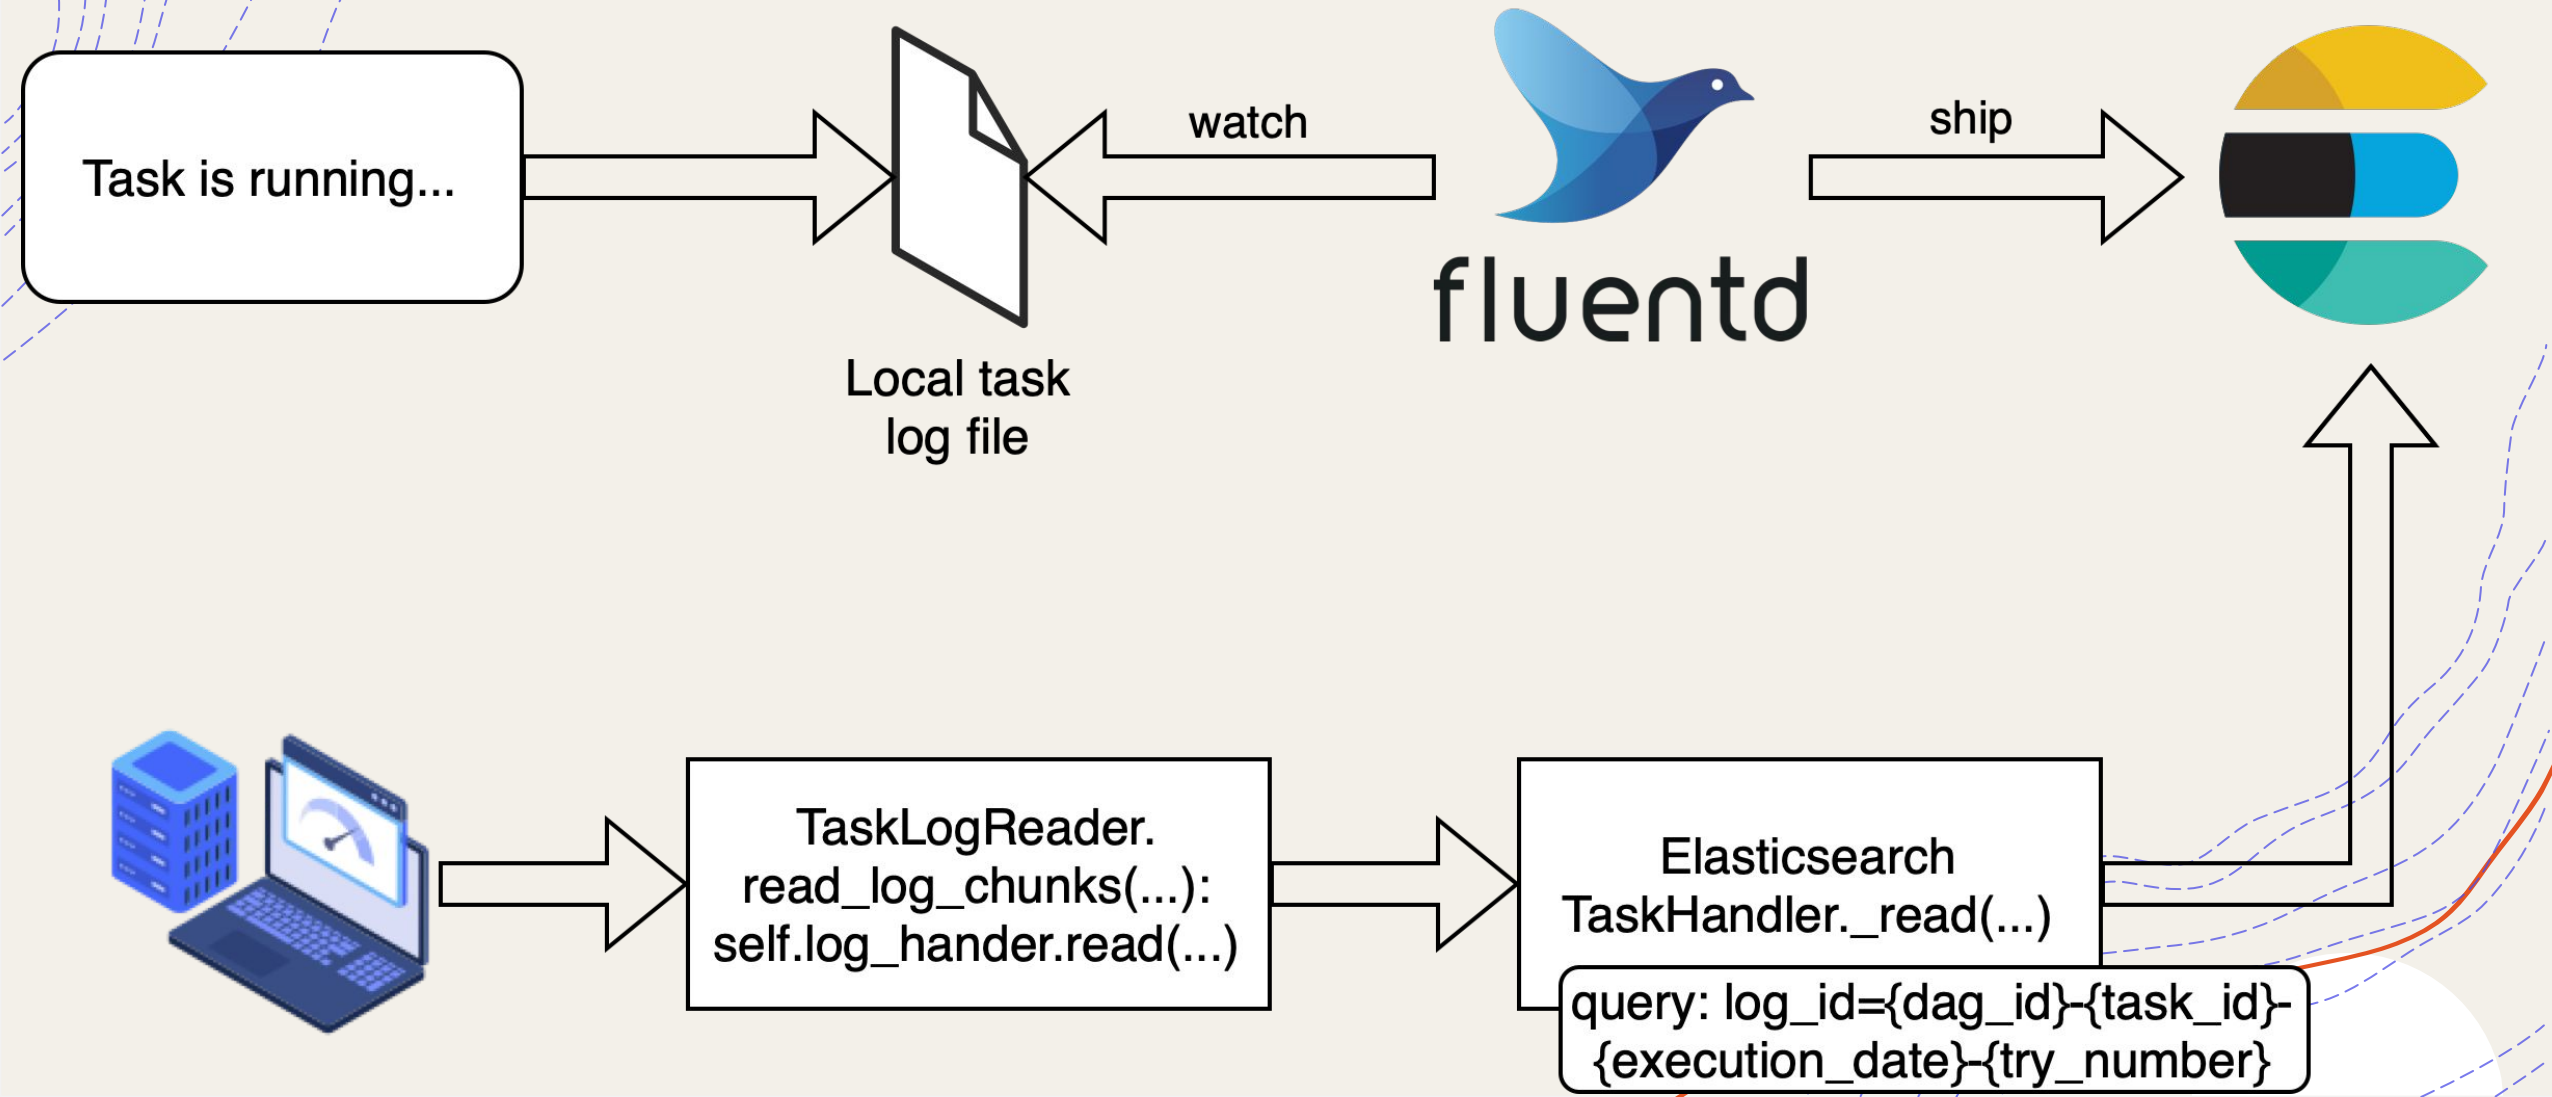 Task is running...
watch
ship
fluentd
Local task
log file
TaskLogReader.
read_log_chunks(...):
self.log_hander.read(...)
Elasticsearch
TaskHandler._read(...)
query: log_id={dag_id}-{task_id}-
{execution_date}-{try_number}